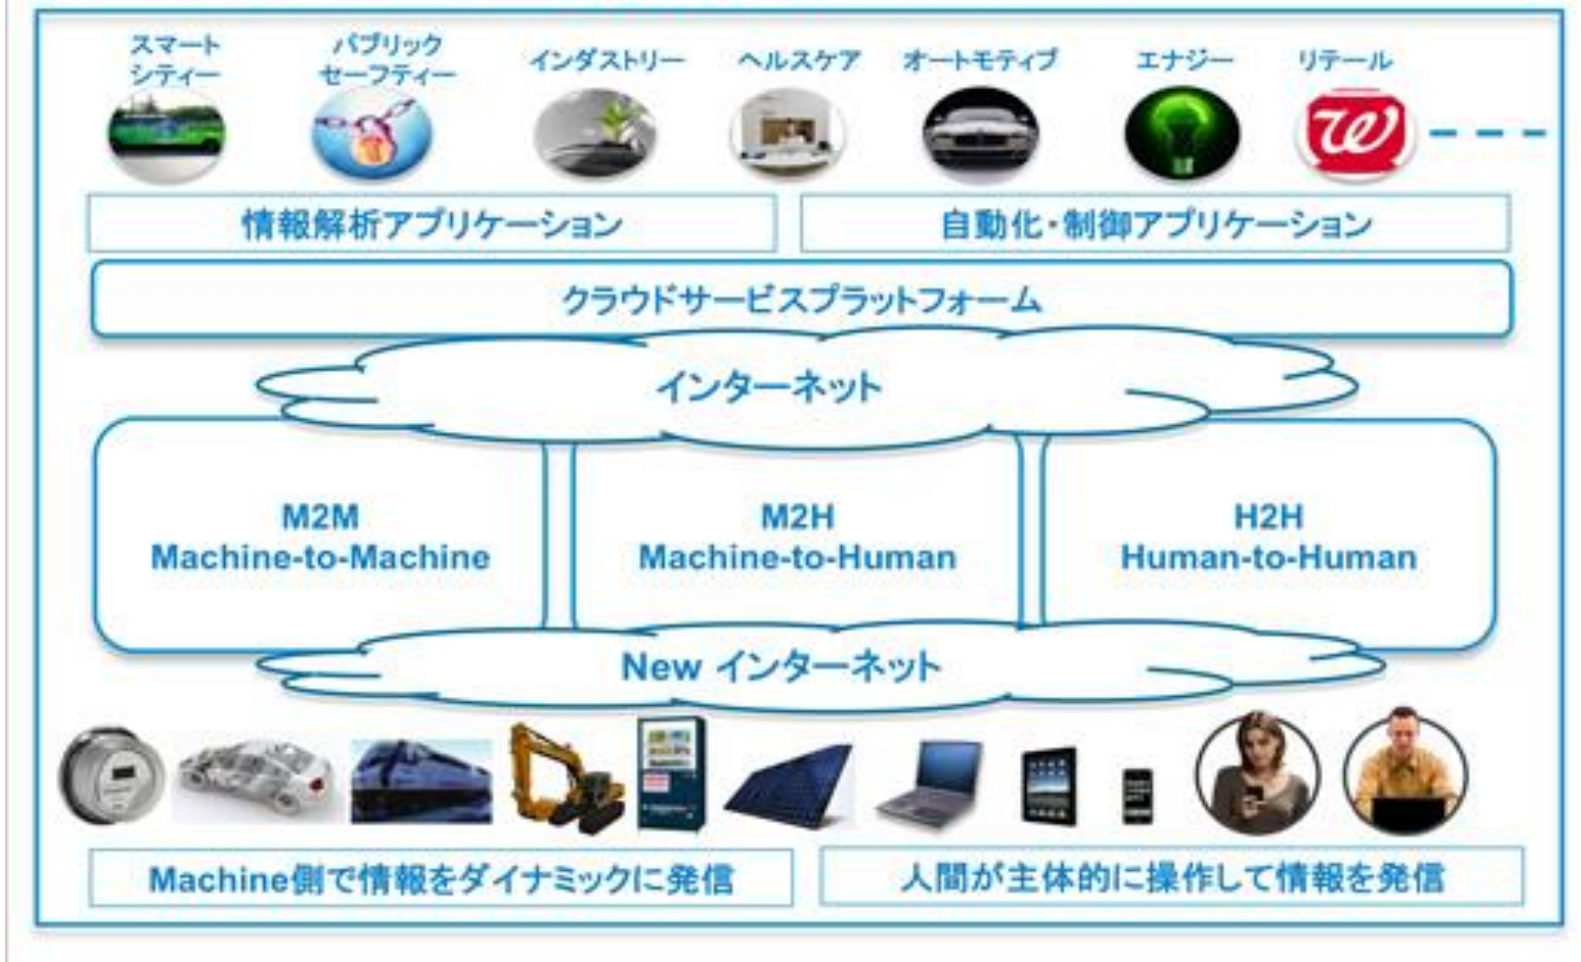 スマート
シティー
パブリック
セーフティー
インダストリー
ヘルスケア
オートモティブ
エナジー
リテール
W
情報解析アプリケーション
自動化・制御アプリケーション
クラウドサービスプラットフォーム
インターネット
M2M
Machine-to-Machine
M2H
Machine-to-Human
H2H
Human-to-Human
New インターネット
Machine側で情報をダイナミックに発信
人間が主体的に操作して情報を発信